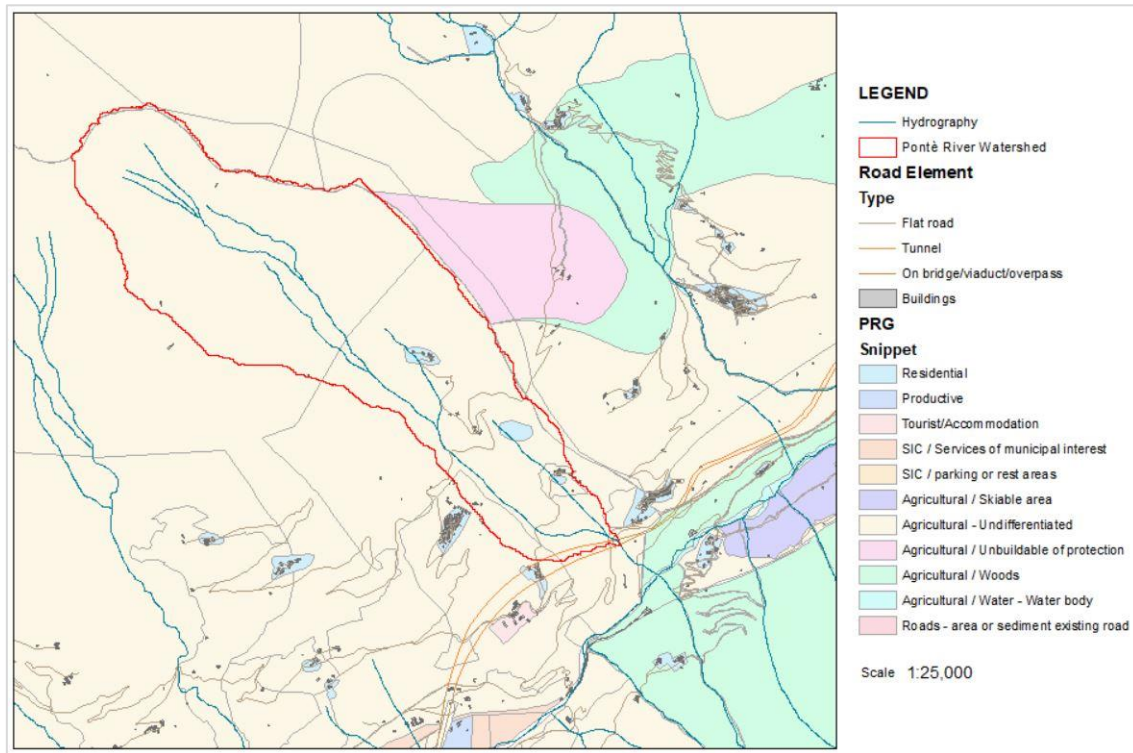 LEGEND
Hydrography
Pontè River Watershed
Road Element
Type
Flat road
Tunnel
On bridge/viaduct/overpass
Buildings
PRG
Snippet
Residential
Productive
Tourist/Accommodation
SIC / Services of municipal interest
SIC / parking or rest areas
Agricultural / Skiable area
Agricultural - Undifferentiated
Agricultural / Unbuildable of protection
Agricultural / Woods
Agricultural / Water - Water body
Roads - area or sediment existing road
Scale 1:25,000